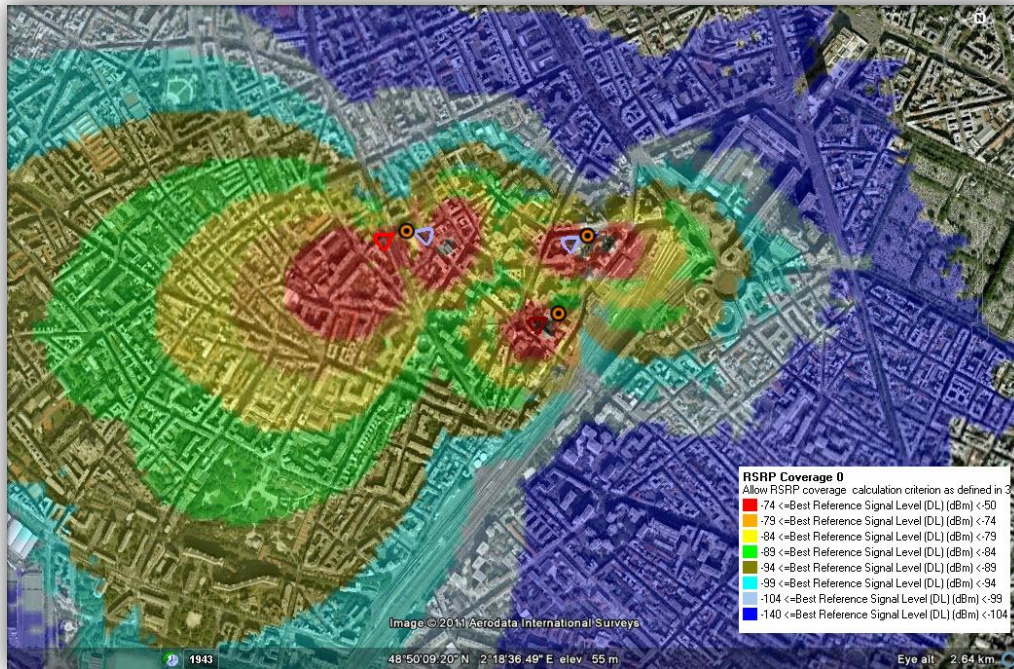 N
RSRP Coverage 0
Allow RSRP coverage calculation criterion as defined in 3
-74 <=Best Reference Signal Level (DL) (dBm) <-50
-79 <=Best Reference Signal Level (DL) (dBm) <-74
-84 <=Best Reference Signal Level (DL) (dBm) <-79
-89 <=Best Reference Signal Level (DL) (dBm) <-84
-94 <=Best Reference Signal Level (DL) (dBm) <-89
-99 <=Best Reference Signal Level (DL) (dBm) <-94
-104 <=Best Reference Signal Level (DL) (dBm) <-99
-140 <=Best Reference Signal Level (DL) (dBm) <-104
Image © 2011 Aerodata International Surveys
1943 48°50'09.20" N 2°18'36.49" E elev 55 m Eye alt 2.64 km